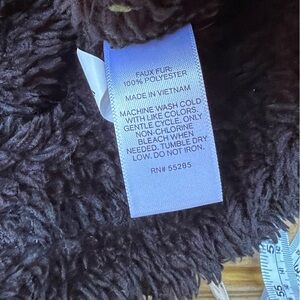 FAUX FUR:
100% POLYESTER
MADE IN VIETNAM
MACHINE WASH COLD
WITH LIKE COLORS,
GENTLE CYCLE. ONLY
NON-CHLORINE
BLEACH WHEN
NEEDED. TUMBLE DRY
LOW. DO NOT IRON.
RN# 55285
55